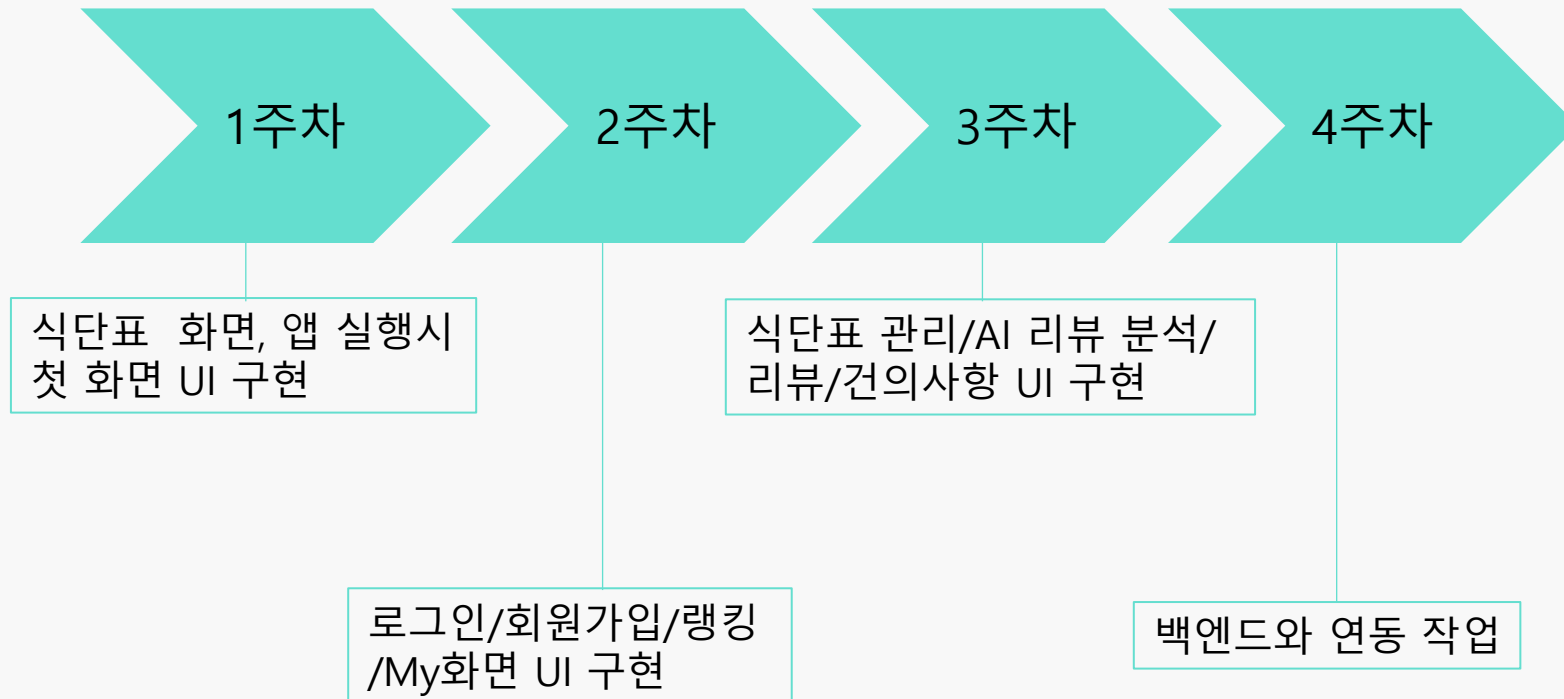 1주차
2주차
3주차
4주차
식단표 화면, 앱 실행시
첫 화면 UI 구현
식단표 관리/AI 리뷰 분석/
리뷰/건의사항 UI 구현
로그인/회원가입/랭킹
/My화면 UI 구현
백엔드와 연동 작업